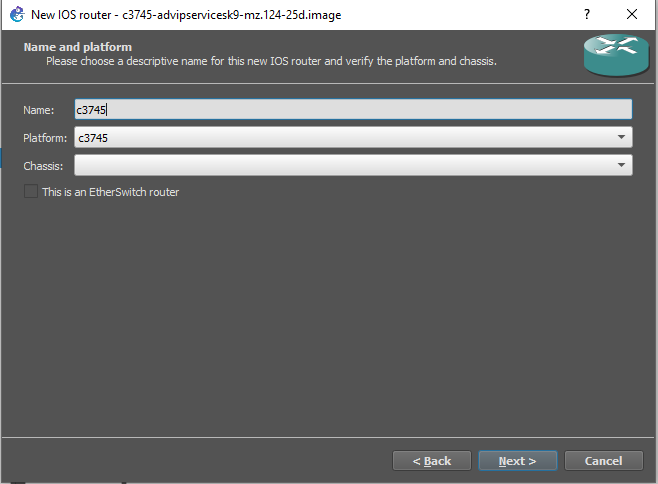 New IOS router - c3745-advipservicesk9-mz.124-25d.image
Name and platform
Please choose a descriptive name for this new IOS router and verify the platform and chassis.
Name: c3745
Platform: c3745
Chassis:
This is an EtherSwitch router
< Back Next > Cancel